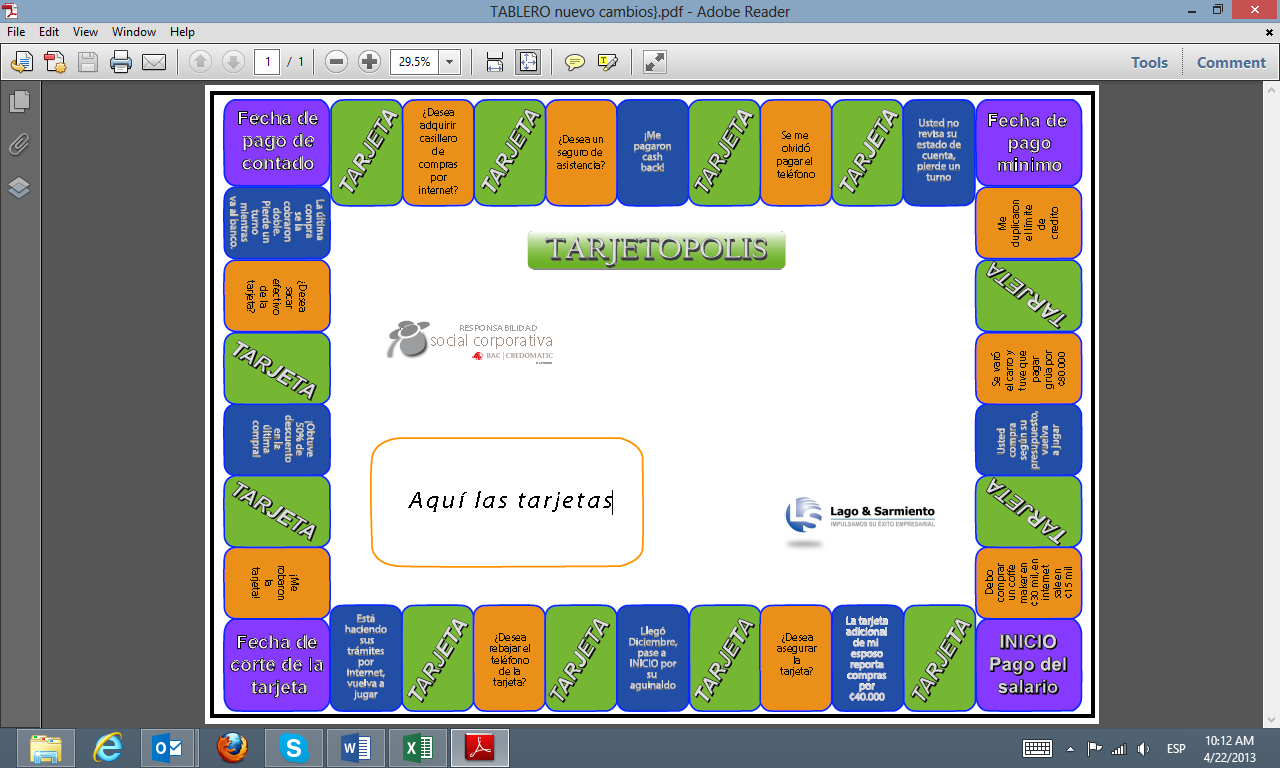 TABLERO nuevo cambios}.pdf - Adobe Reader
File Edit View Window Help
1 / 1
29.5%
Tools
Comment
Fecha de
pago de
contado
TARJETA
¿Desea
adquirir
casillero
de
compras
por
internet?
TARJETA
¿Desea un
seguro de
asistencia?
¡Me
pagaron
cash
back!
TARJETA
Se me
olvidó
pagar el
teléfono
TARJETA
Usted no
revisa su
estado de
cuenta,
pierde un
turno
Fecha de
pago
minimo
La última
compra
se la
cobraron
doble.
Pierde un
turno
mientras
va al banco.
¿Desea
sacar
efectivo
de la
tarjeta?
TARJETA
¡Obtuve
50% de
descuento
en la
última
compra!
TARJETA
¡Me
robaron
la
tarjeta!
TARJETOPOLIS
RESPONSABILIDAD
social corporativa
BAC | CREDOMATIC
Aquí las tarjetas
LS
Lago & Sarmiento
IMPULSAMOS SU ÉXITO EMPRESARIAL
Me
duplicaron
el límite
de
credito
TARJETA
Se varó
el carro y
tuve que
pagar
grua por
¢80.000
Usted
compra
según su
presupuesto,
vuelva
a jugar
TARJETA
Debo
comprar
un coffe
maker en
¢30 mil, en
internet
sale en
¢15 mil
Fecha de
corte de la
tarjeta
Está
haciendo
sus
trámites
por
Internet,
vuelva a
jugar
TARJETA
¿Desea
rebajar el
teléfono
de la
tarjeta?
TARJETA
Llegó
Diciembre,
pase a
INICIO por
su
aguinaldo
TARJETA
¿Desea
asegurar
la
tarjeta?
La tarjeta
adicional
de mi
esposo
reporta
compras
por
¢40.000
TARJETA
INICIO
Pago del
salario
ESP
10:12 AM
4/22/2013